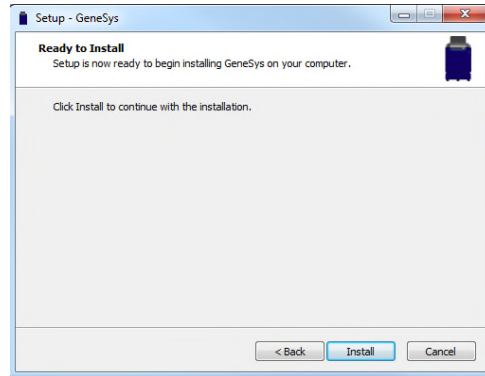 Setup - GeneSys
Ready to Install
Setup is now ready to begin installing GeneSys on your computer.
Click Install to continue with the installation.
< Back
Install
Cancel